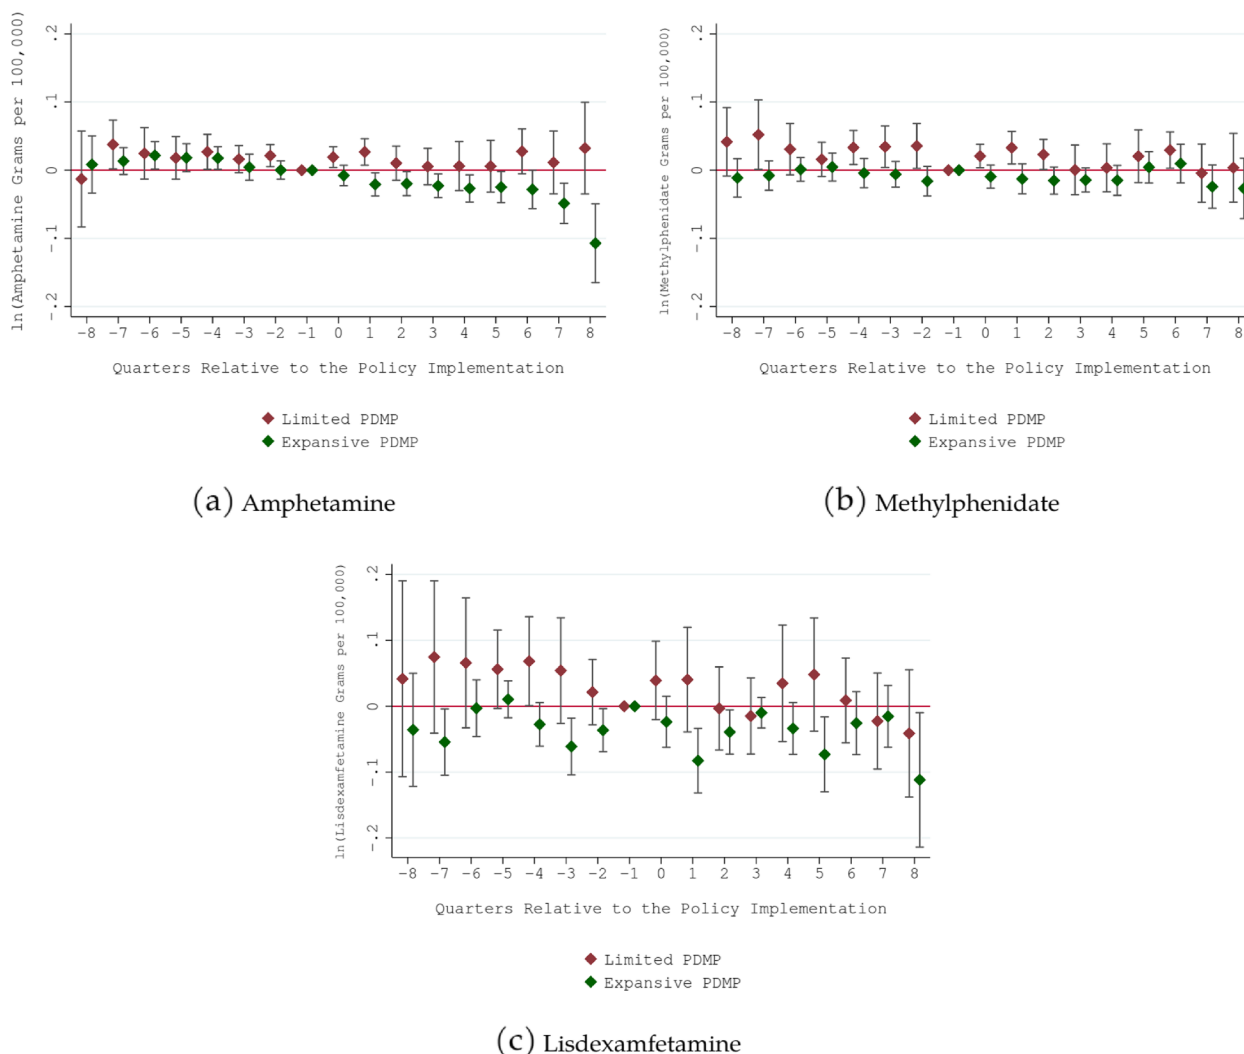 ln(Amphetamine Grams per 100,000)
.2
.1
0
-.1
-.2
-8 -7 -6 -5 -4 -3 -2 -1 0 1 2 3 4 5 6 7 8
Quarters Relative to the Policy Implementation
Limited PDMP
Expansive PDMP
(a) Amphetamine
ln(Methylphenidate Grams per 100,000)
.2
.1
0
-.1
-.2
-8 -7 -6 -5 -4 -3 -2 -1 0 1 2 3 4 5 6 7 8
Quarters Relative to the Policy Implementation
Limited PDMP
Expansive PDMP
(b) Methylphenidate
ln(Lisdexamfetamine Grams per 100,000)
.2
.1
0
-.1
-.2
-8 -7 -6 -5 -4 -3 -2 -1 0 1 2 3 4 5 6 7 8
Quarters Relative to the Policy Implementation
Limited PDMP
Expansive PDMP
(c) Lisdexamfetamine